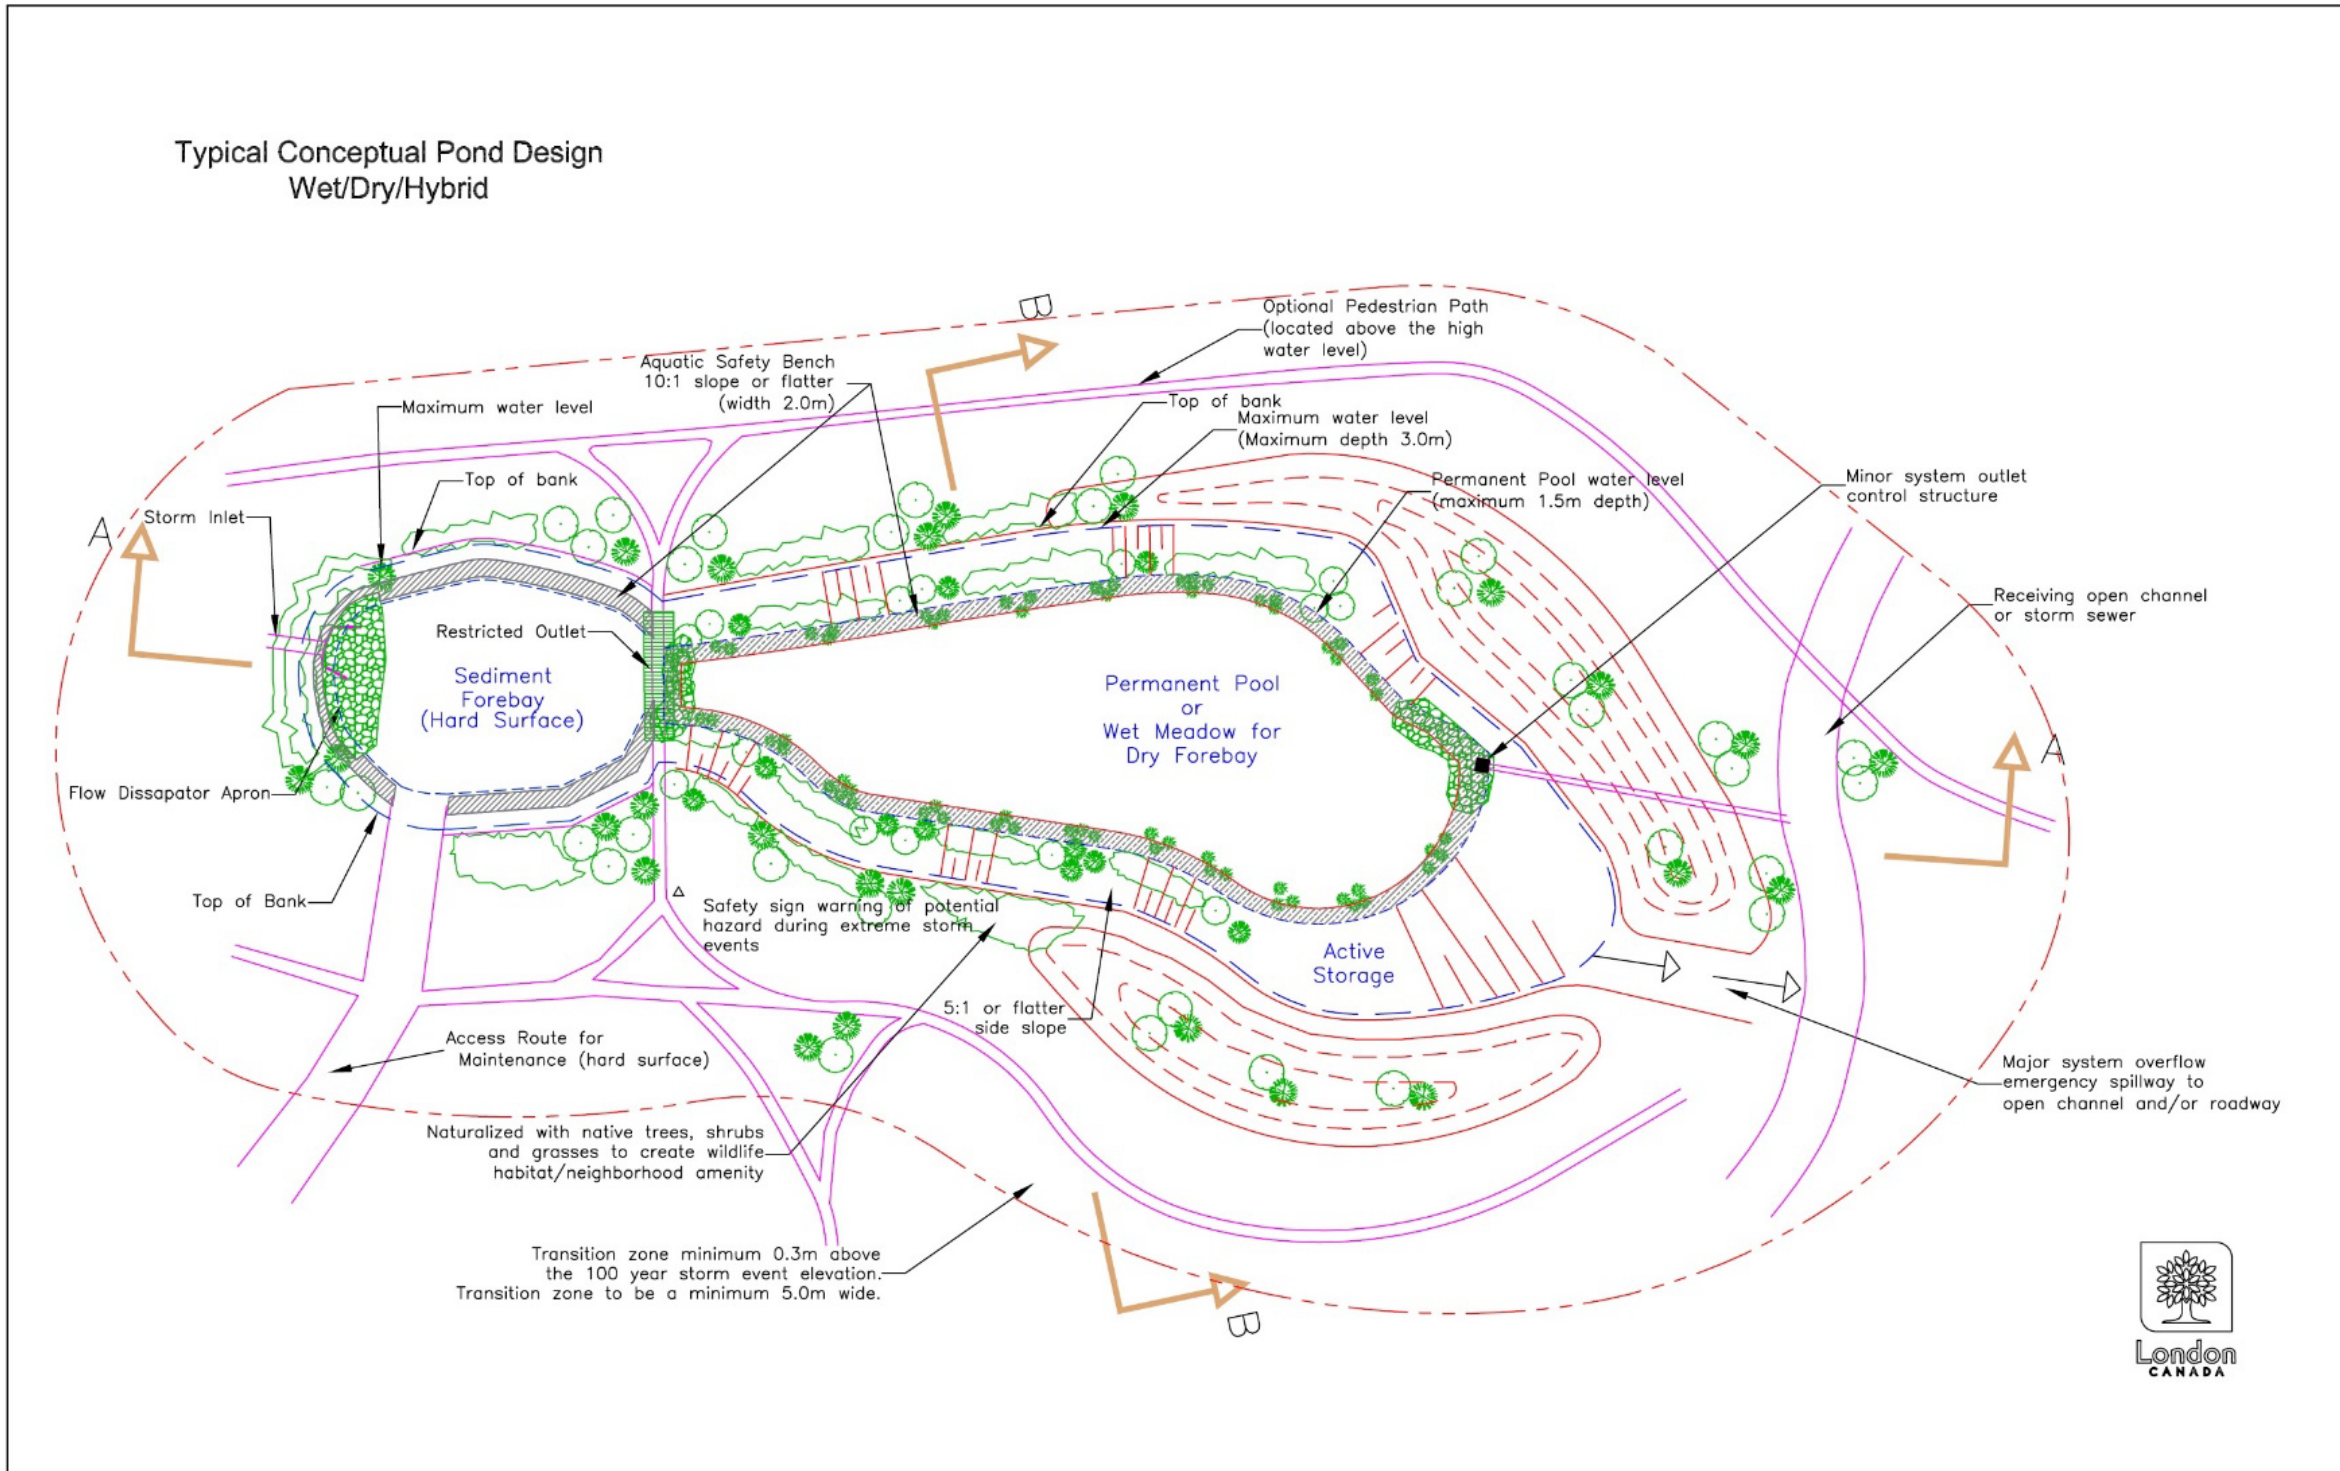 Typical Conceptual Pond Design
Wet/Dry/Hybrid
B
Optional Pedestrian Path
(located above the high
water level)
Aquatic Safety Bench
10:1 slope or flatter
(width 2.0m)
Maximum water level
Top of bank
Maximum water level
(Maximum depth 3.0m)
Top of bank
Permanent Pool water level
(maximum 1.5m depth)
Minor system outlet
control structure
A
Storm Inlet
Receiving open channel
or storm sewer
Restricted Outlet
Sediment
Forebay
(Hard Surface)
Permanent Pool
or
Wet Meadow for
Dry Forebay
A
Flow Dissapator Apron
Top of Bank
Safety sign warning of potential
hazard during extreme storm
events
Active
Storage
5:1 or flatter
side slope
Access Route for
Maintenance (hard surface)
Major system overflow
emergency spillway to
open channel and/or roadway
Naturalized with native trees, shrubs
and grasses to create wildlife
habitat/neighborhood amenity
Transition zone minimum 0.3m above
the 100 year storm event elevation.
Transition zone to be a minimum 5.0m wide.
B
London
CANADA